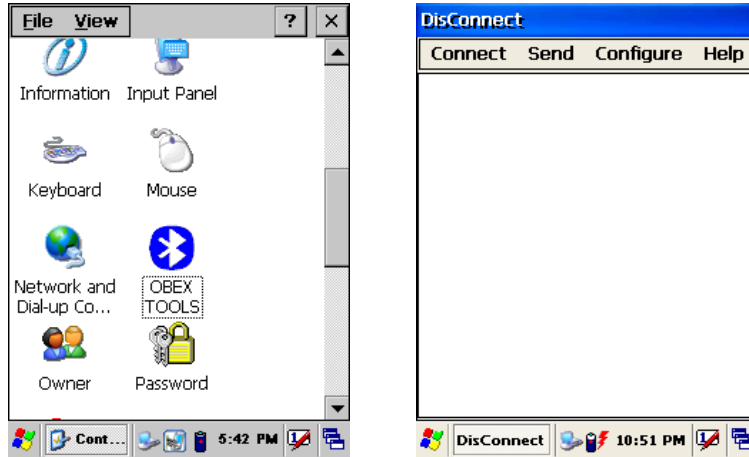 File View ? ×
Information Input Panel
Keyboard Mouse
Network and
Dial-up Co...
OBEX
TOOLS
Owner Password
Cont... 5:42 PM
DisConnect
Connect Send Configure Help
DisConnect 10:51 PM